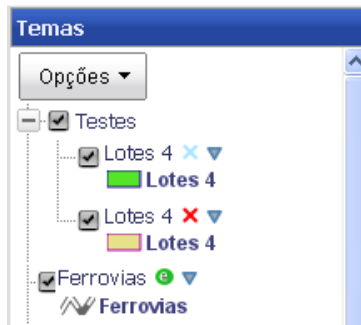 Temas
Opções ▼
Testes
Lotes 4
Lotes 4
Lotes 4
Lotes 4
Ferrovias e
Ferrovias